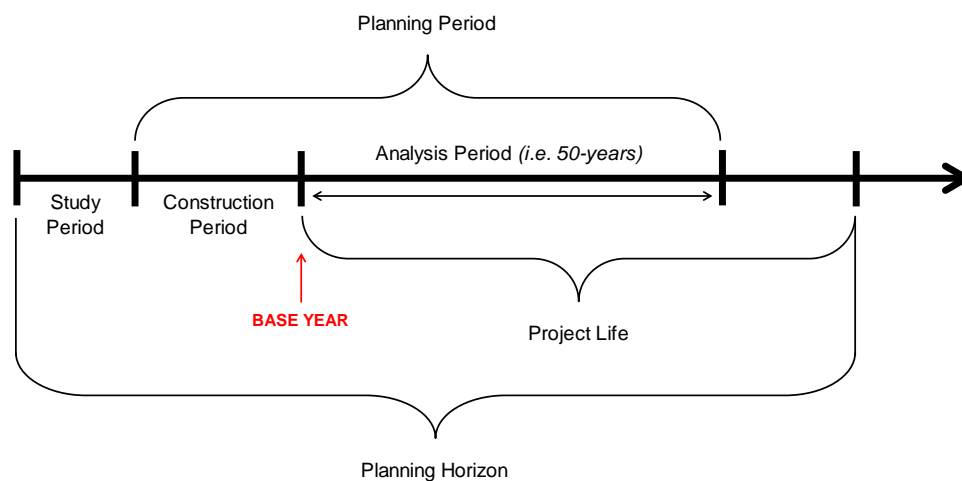 Planning Period
Analysis Period (i.e. 50-years)
Study
Period
Construction
Period
BASE YEAR
Project Life
Planning Horizon